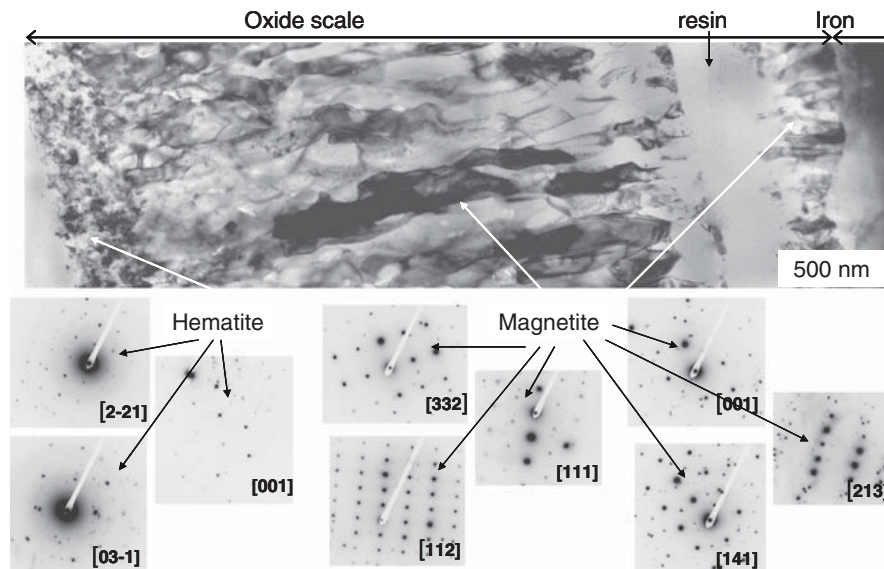 Oxide scale
resin
Iron
500 nm
Hematite
Magnetite
[2-21]
[001]
[03-1]
[332]
[111]
[112]
[001]
[213]
[141]